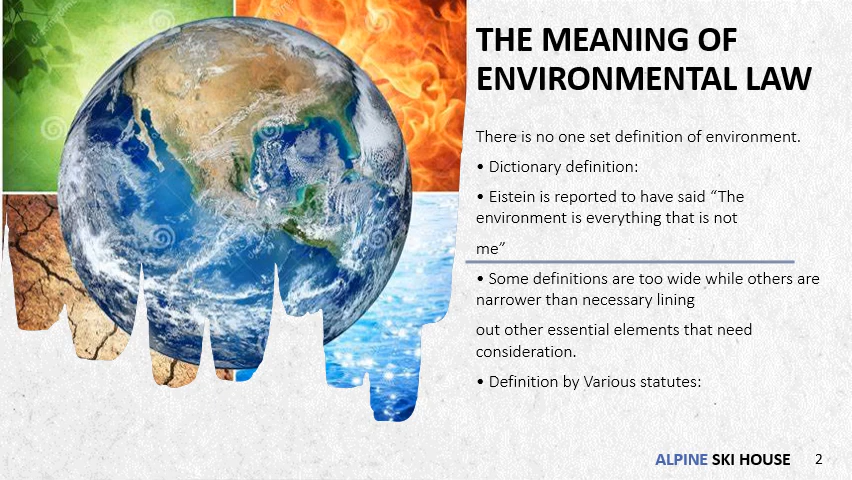 THE MEANING OF
ENVIRONMENTAL LAW
There is no one set definition of environment.
• Dictionary definition:
• Eistein is reported to have said “The
environment is everything that is not
me”
• Some definitions are too wide while others are
narrower than necessary lining
out other essential elements that need
consideration.
• Definition by Various statutes:
ALPINE SKI HOUSE 2